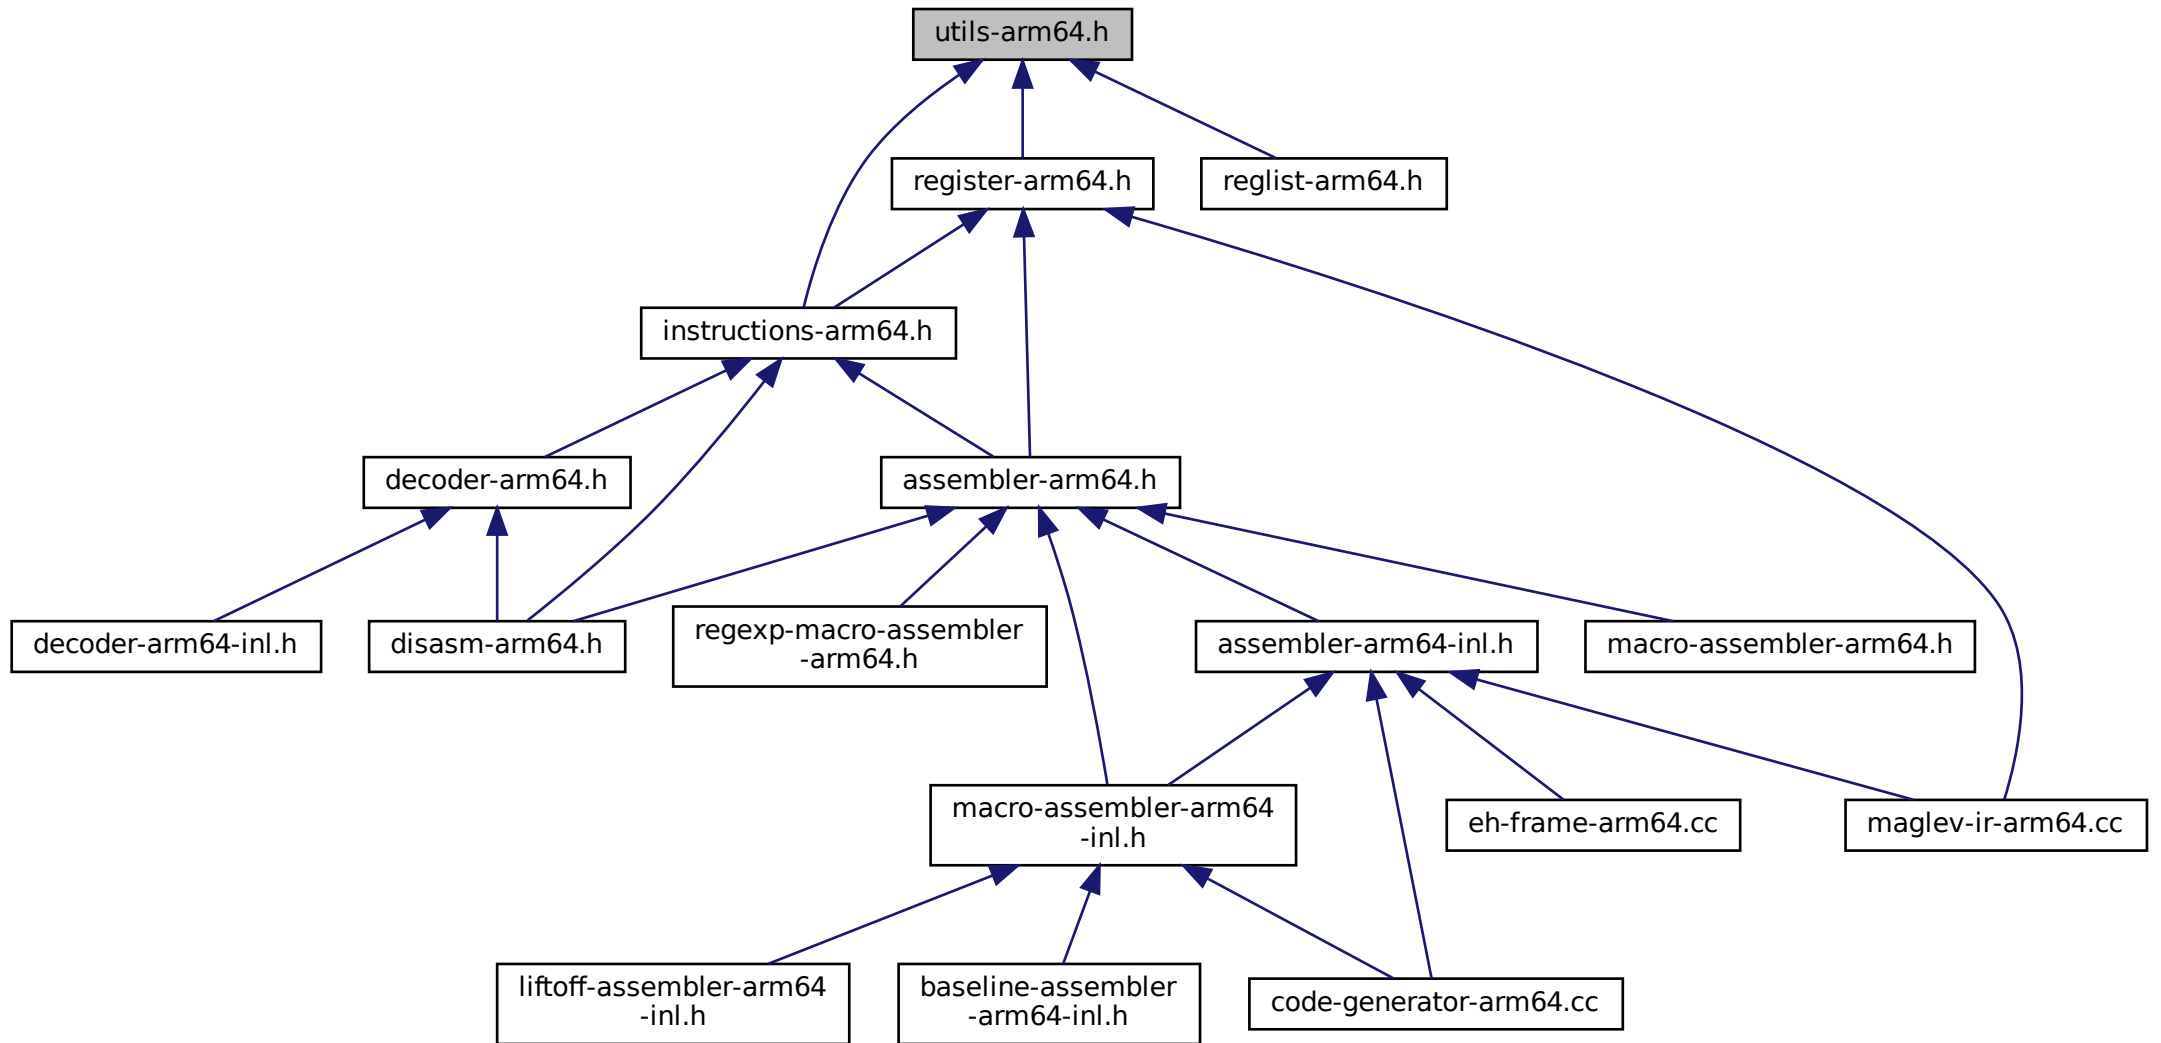 utils-arm64.h
register-arm64.h
reglist-arm64.h
instructions-arm64.h
decoder-arm64.h
assembler-arm64.h
decoder-arm64-inl.h
disasm-arm64.h
regexp-macro-assembler
-arm64.h
assembler-arm64-inl.h
macro-assembler-arm64.h
macro-assembler-arm64
-inl.h
eh-frame-arm64.cc
maglev-ir-arm64.cc
liftoff-assembler-arm64
-inl.h
baseline-assembler
-arm64-inl.h
code-generator-arm64.cc